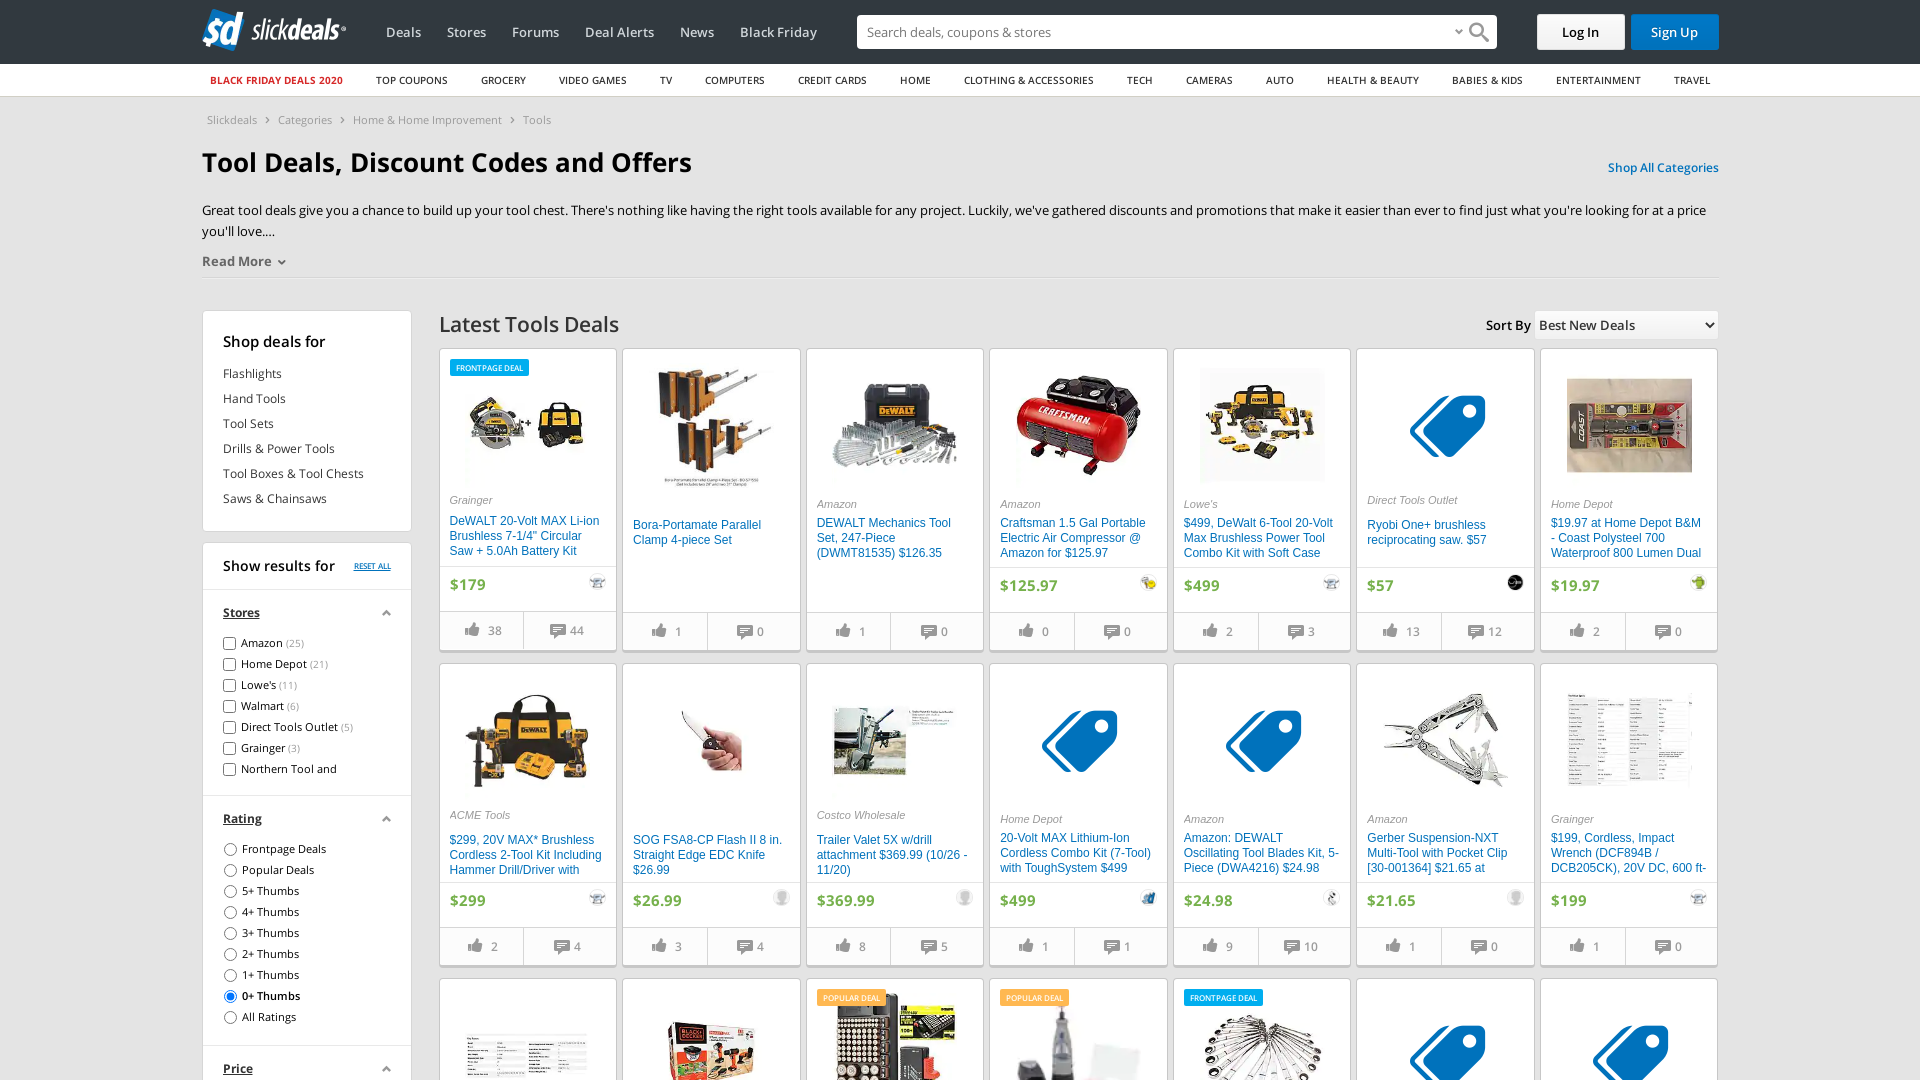 slickdeals
Deals
Stores
Forums
Deal Alerts
News
Black Friday
Search deals, coupons & stores
Log In
Sign Up
BLACK FRIDAY DEALS 2020
TOP COUPONS
GROCERY
VIDEO GAMES
TV
COMPUTERS
CREDIT CARDS
HOME
CLOTHING & ACCESSORIES
TECH
CAMERAS
AUTO
HEALTH & BEAUTY
BABIES & KIDS
ENTERTAINMENT
TRAVEL
Slickdeals > Categories > Home & Home Improvement > Tools
Tool Deals, Discount Codes and Offers
Shop All Categories
Great tool deals give you a chance to build up your tool chest. There's nothing like having the right tools available for any project. Luckily, we've gathered discounts and promotions that make it easier than ever to find just what you're looking for at a price
you'll love....
Read More
Shop deals for
Flashlights
Hand Tools
Tool Sets
Drills & Power Tools
Tool Boxes & Tool Chests
Saws & Chainsaws
Show results for
RESET ALL
Stores
Amazon (25)
Home Depot (21)
Lowe's (11)
Walmart (6)
Direct Tools Outlet (5)
Grainger (3)
Northern Tool and
Rating
Frontpage Deals
Popular Deals
5+ Thumbs
4+ Thumbs
3+ Thumbs
2+ Thumbs
1+ Thumbs
0+ Thumbs
All Ratings
Price
Latest Tools Deals
Sort By
Best New Deals
FRONTPAGE DEAL
Grainger
DeWALT 20-Volt MAX Li-ion
Brushless 7-1/4" Circular
Saw + 5.0Ah Battery Kit
$179
38
44
Bora-Portamate Parallel
Clamp 4-piece Set
1
0
Amazon
DEWALT Mechanics Tool
Set, 247-Piece
(DWMT81535) $126.35
1
0
CRAFTSMAN
Amazon
Craftsman 1.5 Gal Portable
Electric Air Compressor @
Amazon for $125.97
$125.97
0
0
Lowe's
$499, DeWalt 6-Tool 20-Volt
Max Brushless Power Tool
Combo Kit with Soft Case
$499
2
3
Direct Tools Outlet
Ryobi One+ brushless
reciprocating saw. $57
$57
13
12
COAST
Home Depot
$19.97 at Home Depot B&M
- Coast Polysteel 700
Waterproof 800 Lumen Dual
$19.97
2
0
DEWALT
ACME Tools
$299, 20V MAX* Brushless
Cordless 2-Tool Kit Including
Hammer Drill/Driver with
$299
2
4
SOG FSA8-CP Flash II 8 in.
Straight Edge EDC Knife
$26.99
$26.99
3
4
Costco Wholesale
Trailer Valet 5X w/drill
attachment $369.99 (10/26 -
11/20)
$369.99
8
5
Home Depot
20-Volt MAX Lithium-Ion
Cordless Combo Kit (7-Tool)
with ToughSystem $499
$499
1
1
Amazon
Amazon: DEWALT
Oscillating Tool Blades Kit, 5-
Piece (DWA4216) $24.98
$24.98
9
10
Amazon
Gerber Suspension-NXT
Multi-Tool with Pocket Clip
[30-001364] $21.65 at
$21.65
1
0
Grainger
$199, Cordless, Impact
Wrench (DCF894B /
DCB205CK), 20V DC, 600 ft-
$199
1
0
POPULAR DEAL
POPULAR DEAL
FRONTPAGE DEAL